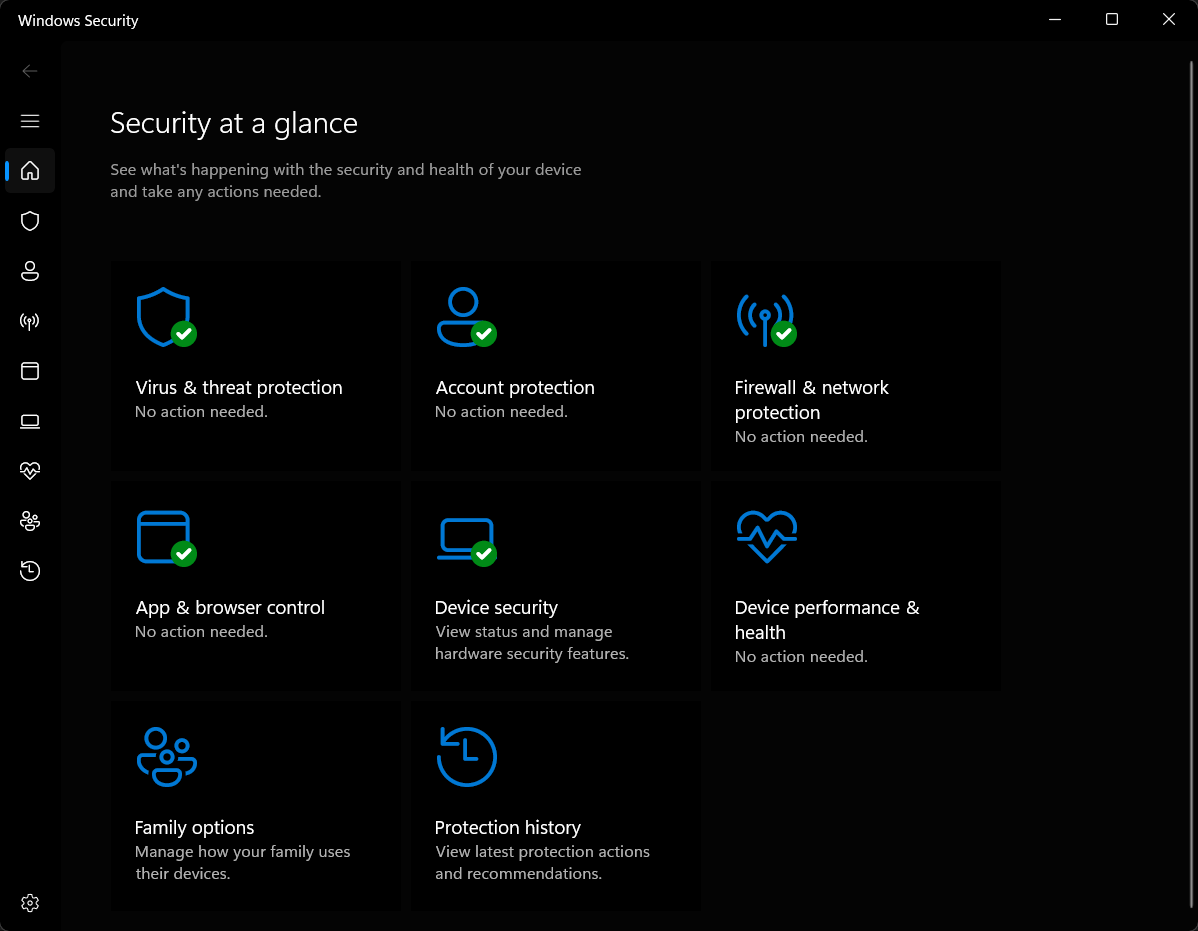 Windows Security
Security at a glance
See what's happening with the security and health of your device
and take any actions needed.
Virus & threat protection
No action needed.
Account protection
No action needed.
Firewall & network
protection
No action needed.
App & browser control
No action needed.
Device security
View status and manage
hardware security features.
Device performance &
health
No action needed.
Family options
Manage how your family uses
their devices.
Protection history
View latest protection actions
and recommendations.